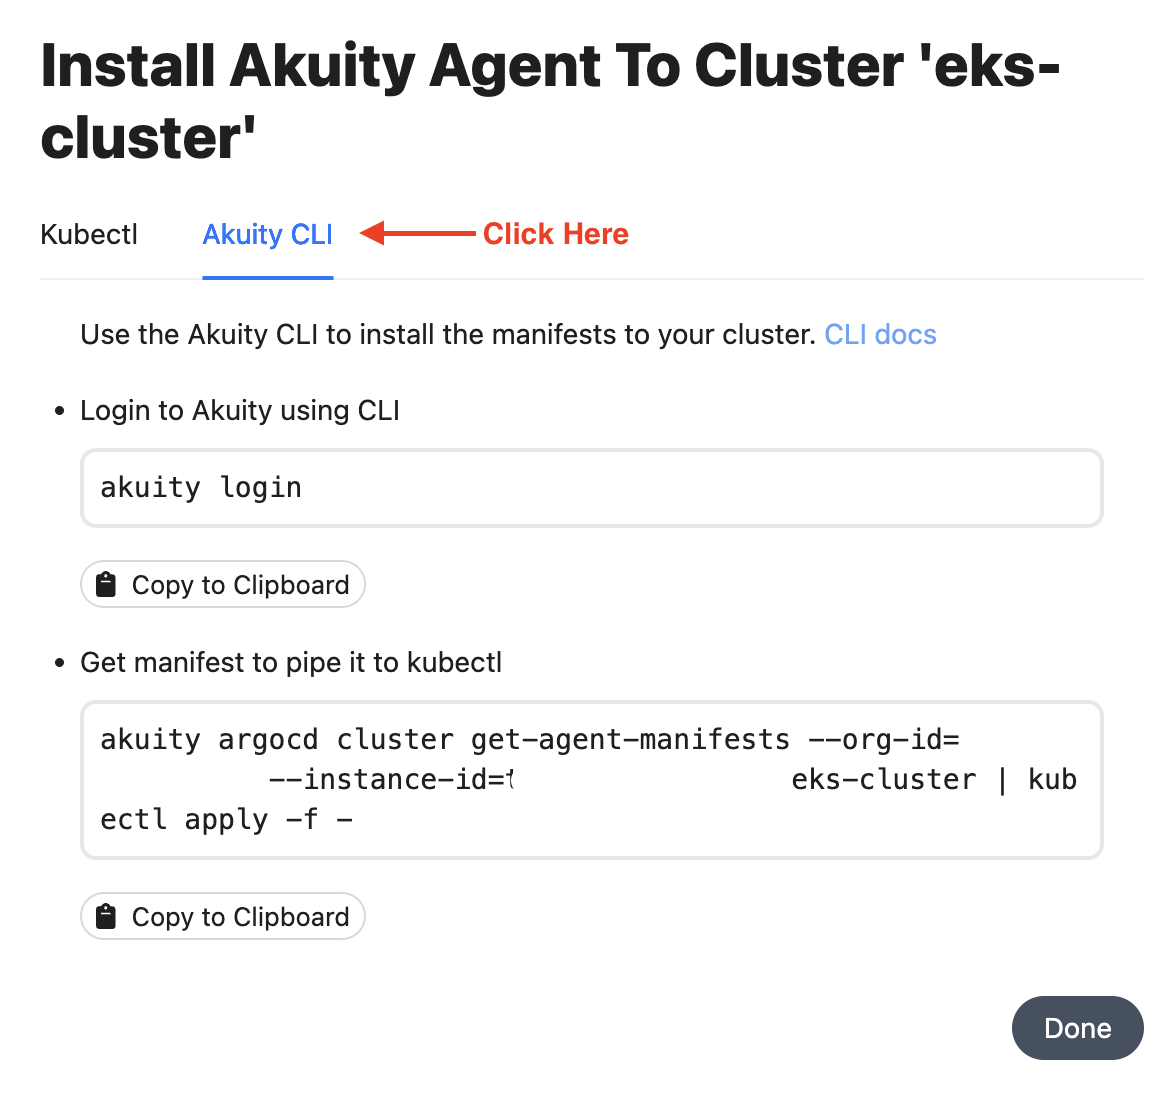 Install Akuity Agent To Cluster 'eks-
cluster'
Kubectl
Akuity CLI
Click Here
Use the Akuity CLI to install the manifests to your cluster. CLI docs
• Login to Akuity using CLI
akuity login
Copy to Clipboard
• Get manifest to pipe it to kubectl
akuity argocd cluster get-agent-manifests --org-id=
--instance-id= eks-cluster | kub
ectl apply -f -
Copy to Clipboard
Done